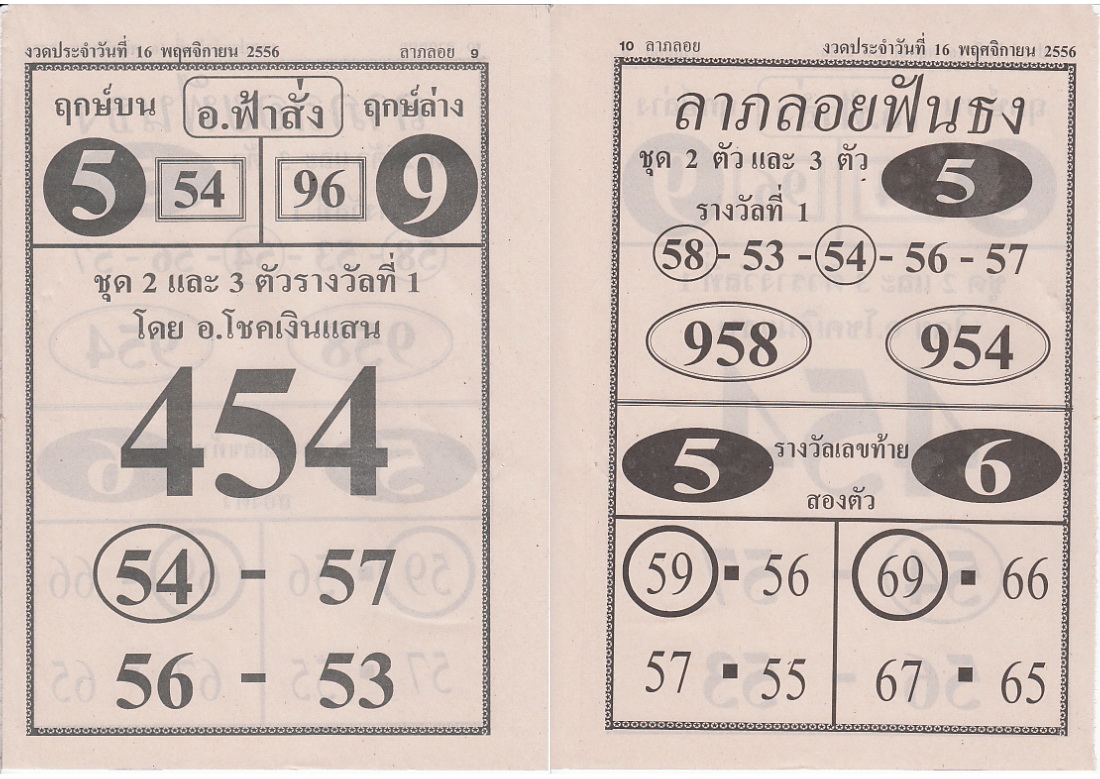 งวดประจำวันที่ 16 พฤศจิกายน 2556 ลาภลอย 9
ฤกษ์บน อ.ฟ้าสั่ง ฤกษ์ล่าง
5 54 96 9
ชุด 2 และ 3 ตัวรางวัลที่ 1
โดย อ.โชคเงินแสน
454
54 - 57
56 - 53
10 ลาภลอย งวดประจำวันที่ 16 พฤศจิกายน 2556
ลาภลอยฟันธง
ชุด 2 ตัว และ 3 ตัว 5
รางวัลที่ 1
58 - 53 - 54 - 56 - 57
958 954
5 รางวัลเลขท้าย 6
สองตัว
59 ▪ 56 69 ▪ 66
57 ▪ 55 67 ▪ 65